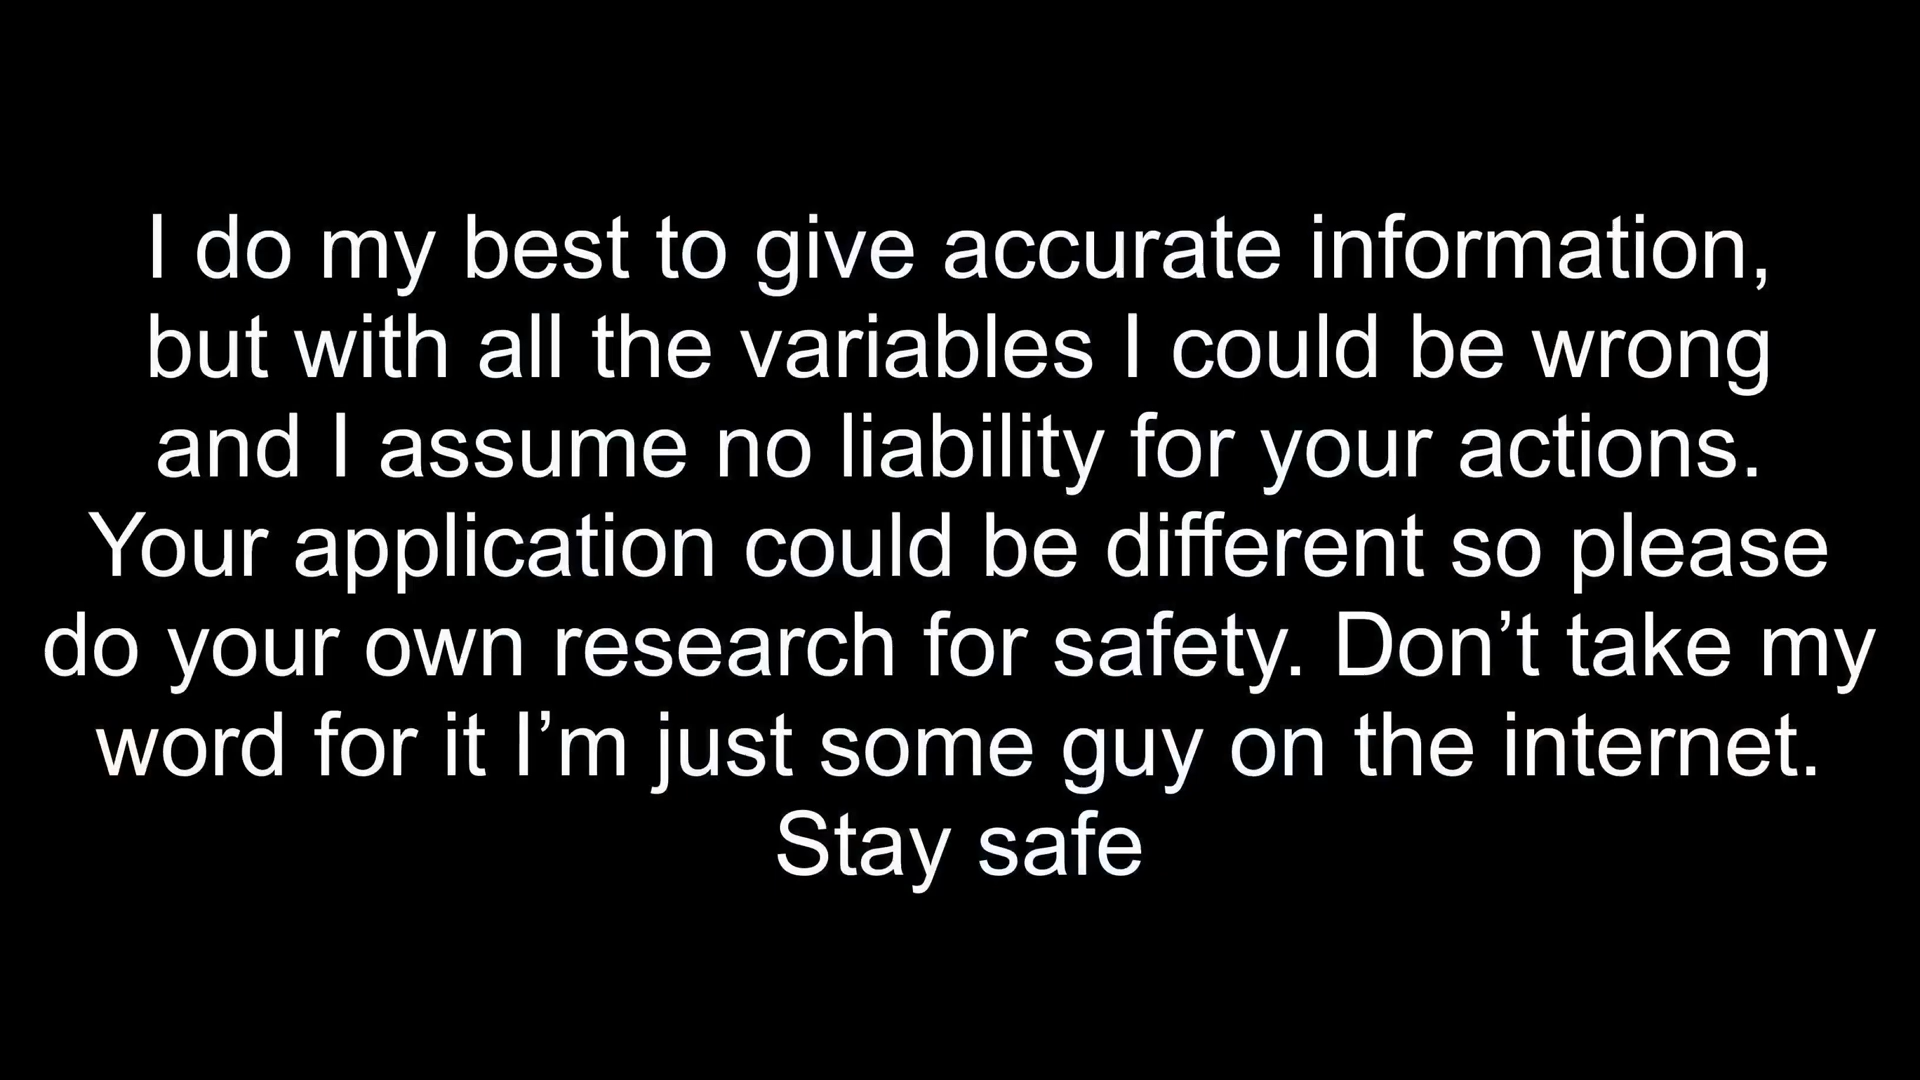 I do my best to give accurate information,
but with all the variables I could be wrong
and I assume no liability for your actions.
Your application could be different so please
do your own research for safety. Don’t take my
word for it I’m just some guy on the internet.
Stay safe